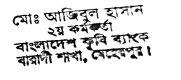 মোঃ আজিবুল হাসান
২য় কর্মকর্তা
বাংলাদেশ কৃষি ব্যাংক
বারাদী শাখা, মেহেরপুর।